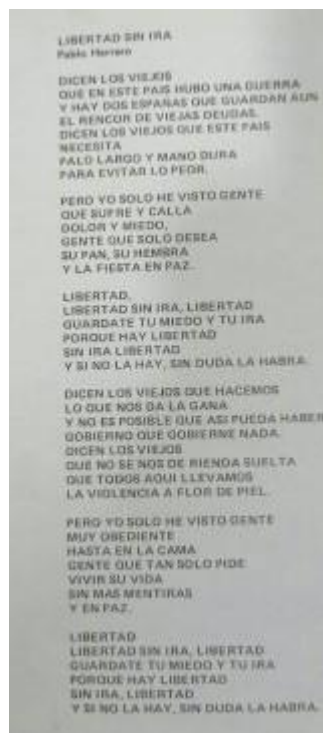 LIBERTAD SIN IRA
Pablo Herrero
DICEN LOS VIEJOS
QUE EN ESTE PAIS HUBO UNA GUERRA
Y HAY DOS ESPAÑAS QUE GUARDAN AUN
EL RENCOR DE VIEJAS DEUDAS.
DICEN LOS VIEJOS QUE ESTE PAIS
NECESITA
PALO LARGO Y MANO DURA
PARA EVITAR LO PEOR.
PERO YO SOLO HE VISTO GENTE
QUE SUFRE Y CALLA
DOLOR Y MIEDO,
GENTE QUE SOLO DESEA
SU PAN, SU HEMBRA
Y LA FIESTA EN PAZ.
LIBERTAD,
LIBERTAD SIN IRA, LIBERTAD
GUARDATE TU MIEDO Y TU IRA
PORQUE HAY LIBERTAD
SIN IRA LIBERTAD
Y SI NO LA HAY, SIN DUDA LA HABRA.
DICEN LOS VIEJOS QUE HACEMOS
LO QUE NOS DA LA GANA
Y NO ES POSIBLE QUE ASI PUEDA HABER
GOBIERNO QUE GOBIERNE NADA.
DICEN LOS VIEJOS
QUE NO SE NOS DE RIENDA SUELTA
QUE TODOS AQUI LLEVAMOS
LA VIOLENCIA A FLOR DE PIEL.
PERO YO SOLO HE VISTO GENTE
MUY OBEDIENTE
HASTA EN LA CAMA
GENTE QUE TAN SOLO PIDE
VIVIR SU VIDA
SIN MAS MENTIRAS
Y EN PAZ.
LIBERTAD
LIBERTAD SIN IRA, LIBERTAD
GUARDATE TU MIEDO Y TU IRA
PORQUE HAY LIBERTAD
SIN IRA, LIBERTAD
Y SI NO LA HAY, SIN DUDA LA HABRA.